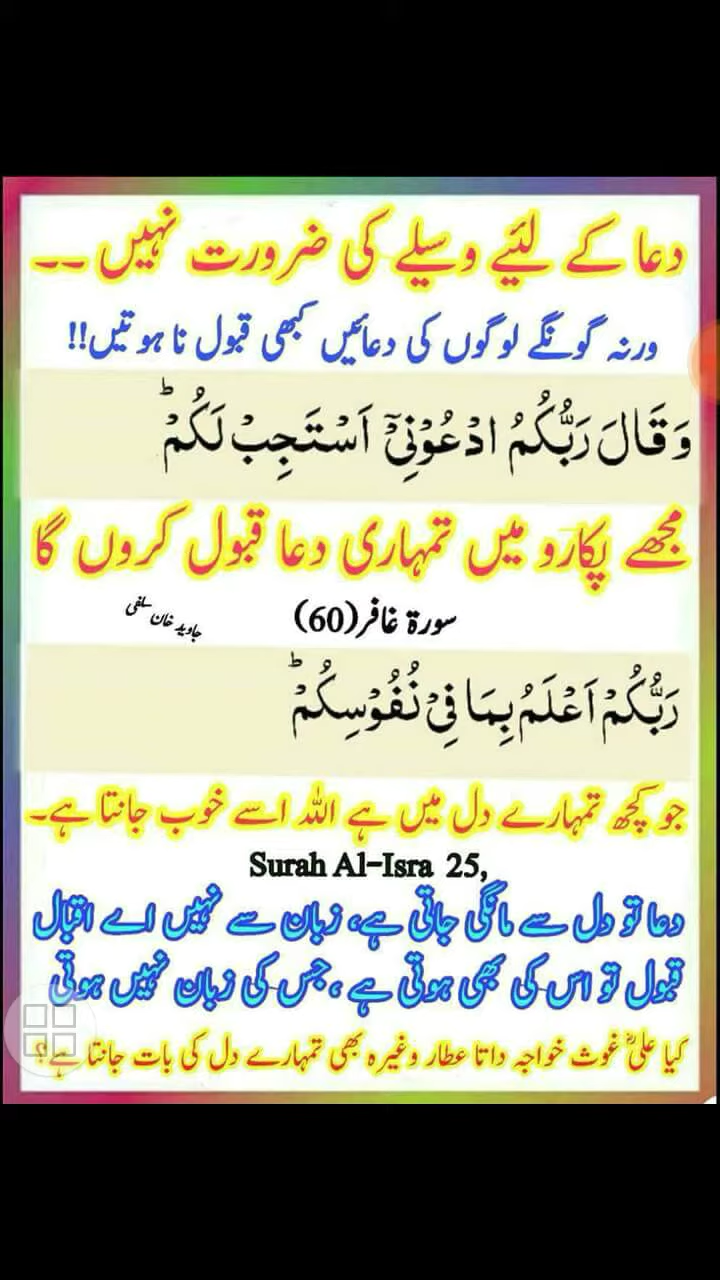 دعا کے لئیے وسیلے کی ضرورت نہیں ۔۔
ورنہ گونگے لوگوں کی دعائیں کبھی قبول نا ہوتیں!!
وَقَالَ رَبُّكُمُ ادْعُوْنِيْٓ اَسْتَجِبْ لَكُمْ ؕ
مجھے پکارو میں تمہاری دعا قبول کروں گا
سورۃ غافر(60)
جاوید خان سلفی
رَبُّكُمْ اَعْلَمُ بِمَا فِيْ نُفُوْسِكُمْ ؕ
جو کچھ تمہارے دل میں ہے اللہ اسے خوب جانتا ہے۔
Surah Al-Isra 25,
دعا تو دل سے مانگی جاتی ہے، زبان سے نہیں اے اقبال
قبول تو اس کی بھی ہوتی ہے ،جس کی زبان نہیں ہوتی
کیا علیؓ غوث خواجہ داتا عطار وغیرہ بھی تمہارے دل کی بات جانتا ہے؟